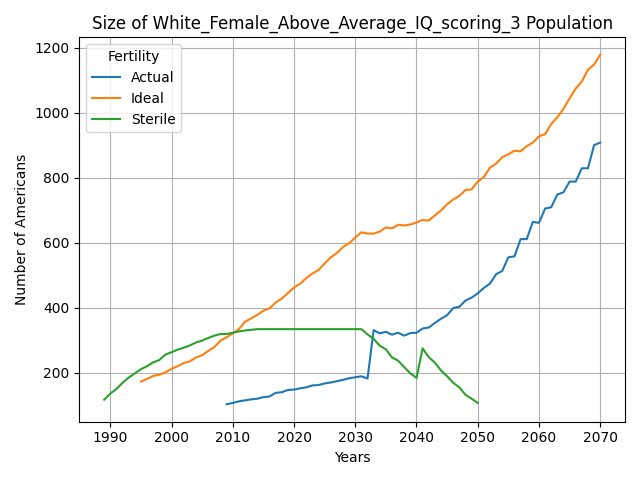 Size of White_Female_Above_Average_IQ_scoring_3 Population
Fertility
Actual
Ideal
Sterile
Number of Americans
1200
1000
800
600
400
200
1990 2000 2010 2020 2030 2040 2050 2060 2070
Years